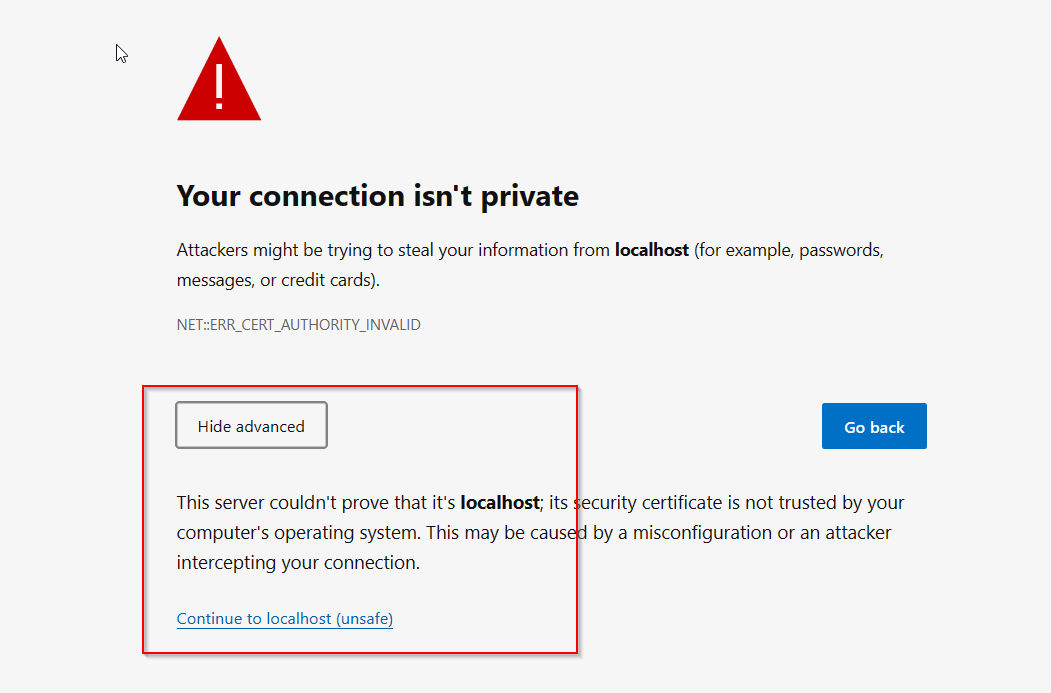 Your connection isn't private
Attackers might be trying to steal your information from localhost (for example, passwords,
messages, or credit cards).
NET::ERR_CERT_AUTHORITY_INVALID
Hide advanced
Go back
This server couldn't prove that it's localhost; its security certificate is not trusted by your
computer's operating system. This may be caused by a misconfiguration or an attacker
intercepting your connection.
Continue to localhost (unsafe)